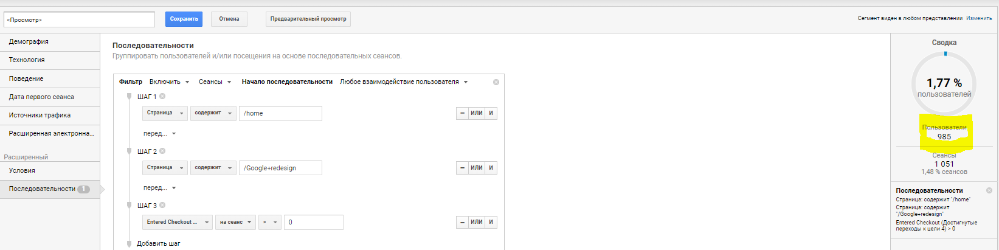 <Просмотр>
Сохранить
Отмена
Предварительный просмотр
Сегмент виден в любом представлении Изменить
Демография
Технология
Поведение
Дата первого сеанса
Источники трафика
Расширенная электронна...
Расширенный
Условия
Последовательности 1
Последовательности
Группировать пользователей и/или посещения на основе последовательных сеансов.
Фильтр Включить Сеансы Начало последовательности Любое взаимодействие пользователя
ШАГ 1
Страница содержит /home – ИЛИ И
перед...
ШАГ 2
Страница содержит /Google+redesign – ИЛИ И
перед...
ШАГ 3
Entered Checkout ... на сеанс > 0 – ИЛИ И
Добавить шаг
Сводка
1,77 %
пользователей
Пользователи
985
Сеансы
1 051
1,48 % сеансов
Последовательности
Страница: содержит "/home"
Страница: содержит
"/Google+redesign"
Entered Checkout (Достигнутые
переходы к цели 4) > 0